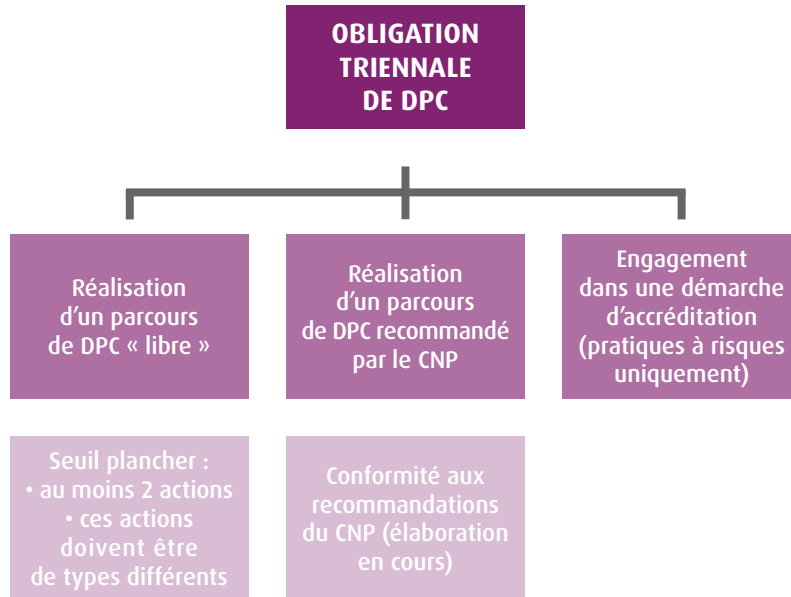 OBLIGATION
TRIENNALE
DE DPC
Réalisation
d'un parcours
de DPC « libre »
Réalisation
d'un parcours
de DPC recommandé
par le CNP
Engagement
dans une démarche
d'accréditation
(pratiques à risques
uniquement)
Seuil plancher :
• au moins 2 actions
• ces actions
doivent être
de types différents
Conformité aux
recommandations
du CNP (élaboration
en cours)